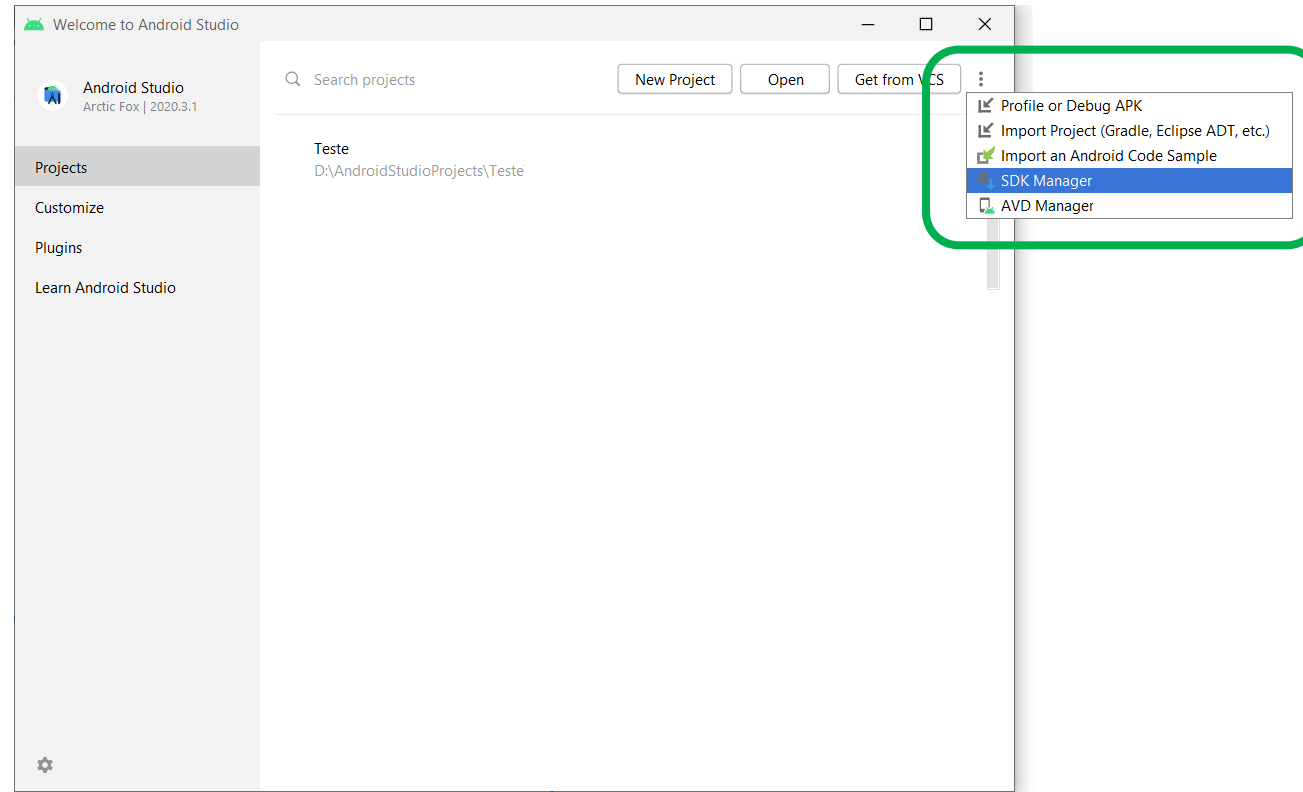 Welcome to Android Studio
Android Studio
Arctic Fox | 2020.3.1
Projects
Customize
Plugins
Learn Android Studio
Search projects
New Project
Open
Get from VCS
Profile or Debug APK
Import Project (Gradle, Eclipse ADT, etc.)
Import an Android Code Sample
SDK Manager
AVD Manager
Teste
D:\AndroidStudioProjects\Teste